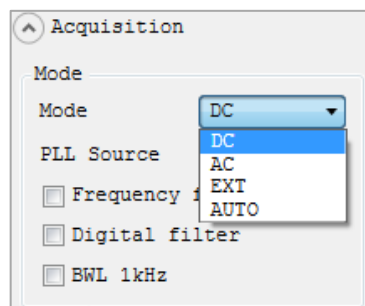 Acquisition
Mode
Mode DC
DC
PLL Source AC
Frequency EXT
AUTO
Digital filter
BWL 1kHz